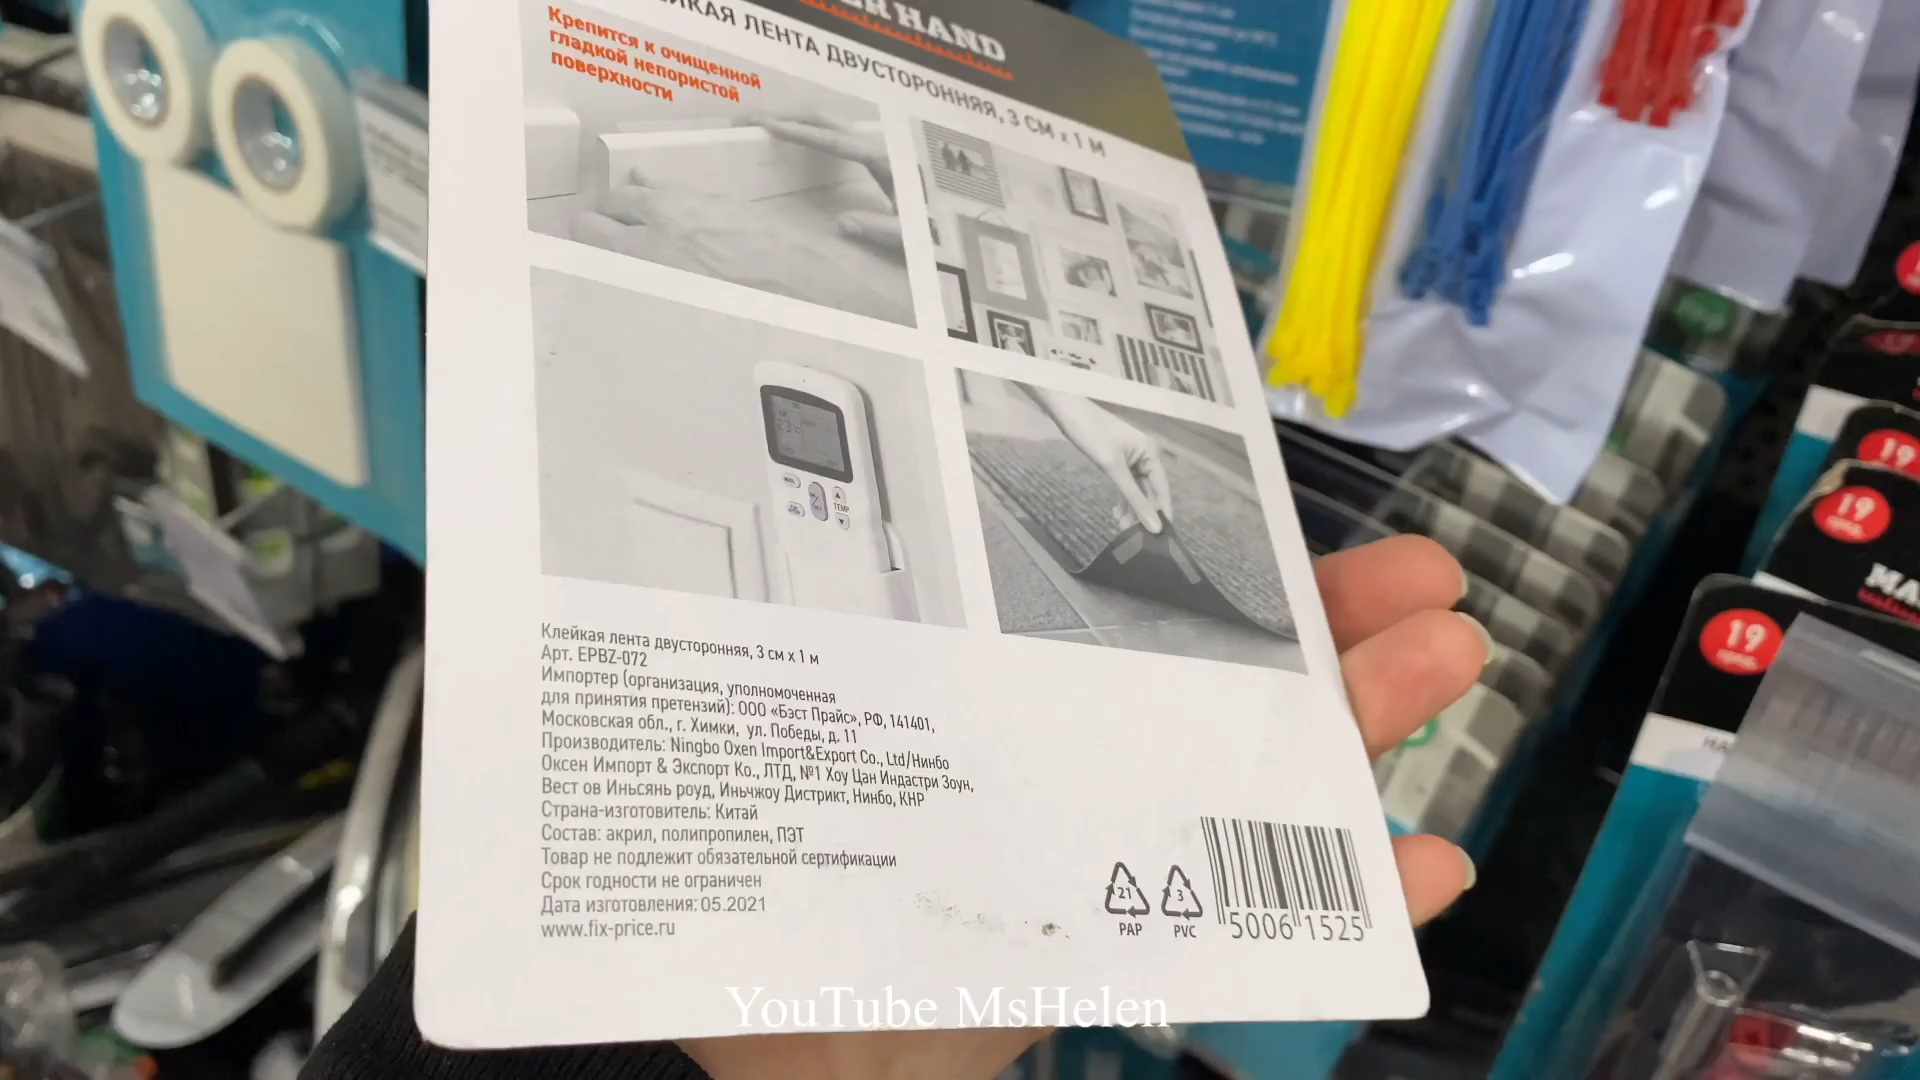 HAND
КЛЕЙКАЯ ЛЕНТА ДВУСТОРОННЯЯ, 3 СМ х 1 М
Крепится к очищенной
гладкой непористой
поверхности
TEMP
Клейкая лента двусторонняя, 3 см х 1 м
Арт. EPBZ-072
Импортер (организация, уполномоченная
для принятия претензий): ООО «Бэст Прайс», РФ, 141401,
Московская обл., г. Химки, ул. Победы, д. 11
Производитель: Ningbo Oxen Import&Export Co., Ltd/Нинбо
Оксен Импорт & Экспорт Ко., ЛТД, №1 Хоу Цан Индастри Зоун,
Вест ов Иньсянь роуд, Иньчжоу Дистрикт, Нинбо, КНР
Страна-изготовитель: Китай
Состав: акрил, полипропилен, ПЭТ
Товар не подлежит обязательной сертификации
Срок годности не ограничен
Дата изготовления: 05.2021
www.fix-price.ru
21
PAP
3
PVC
5006 1525
19
19
19
YouTube MsHelen